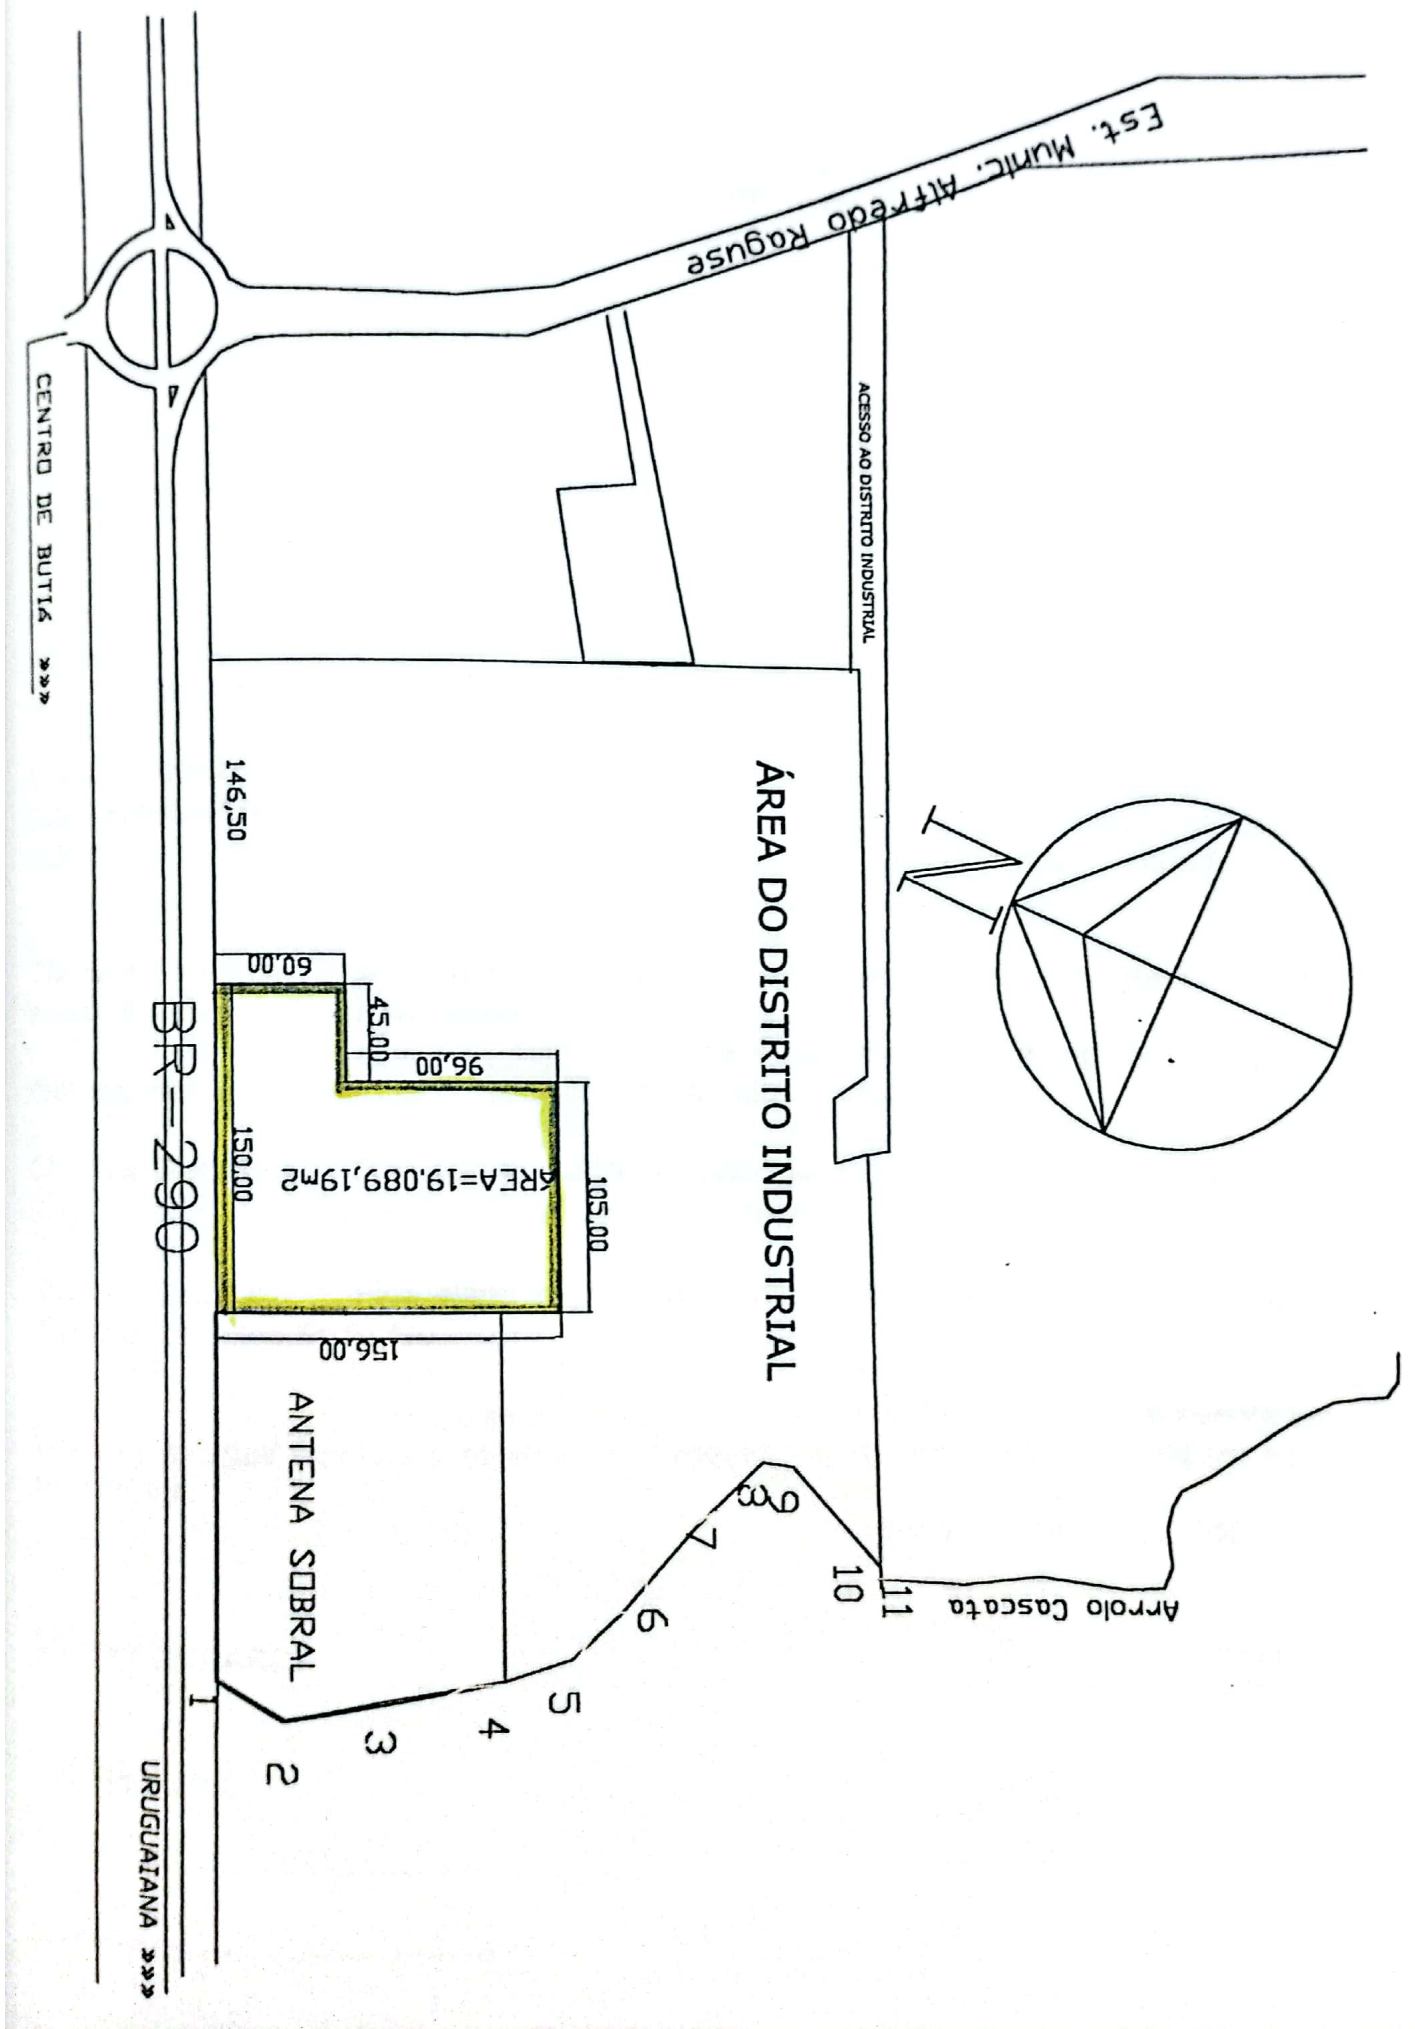 Est. Munic. Alfredo Raguse
ACESSO AO DISTRITO INDUSTRIAL
CENTRO DE BUTIÁ »»»
ÁREA DO DISTRITO INDUSTRIAL
N
146,50
60,00
45,00
96,00
105,00
150,00
ÁREA=19.089,19m2
156,00
BR-290
ANTENA SOBRAL
1
2
3
4
5
6
7
9
10
11
Arroio Cascata
URUGUAIANA »»»